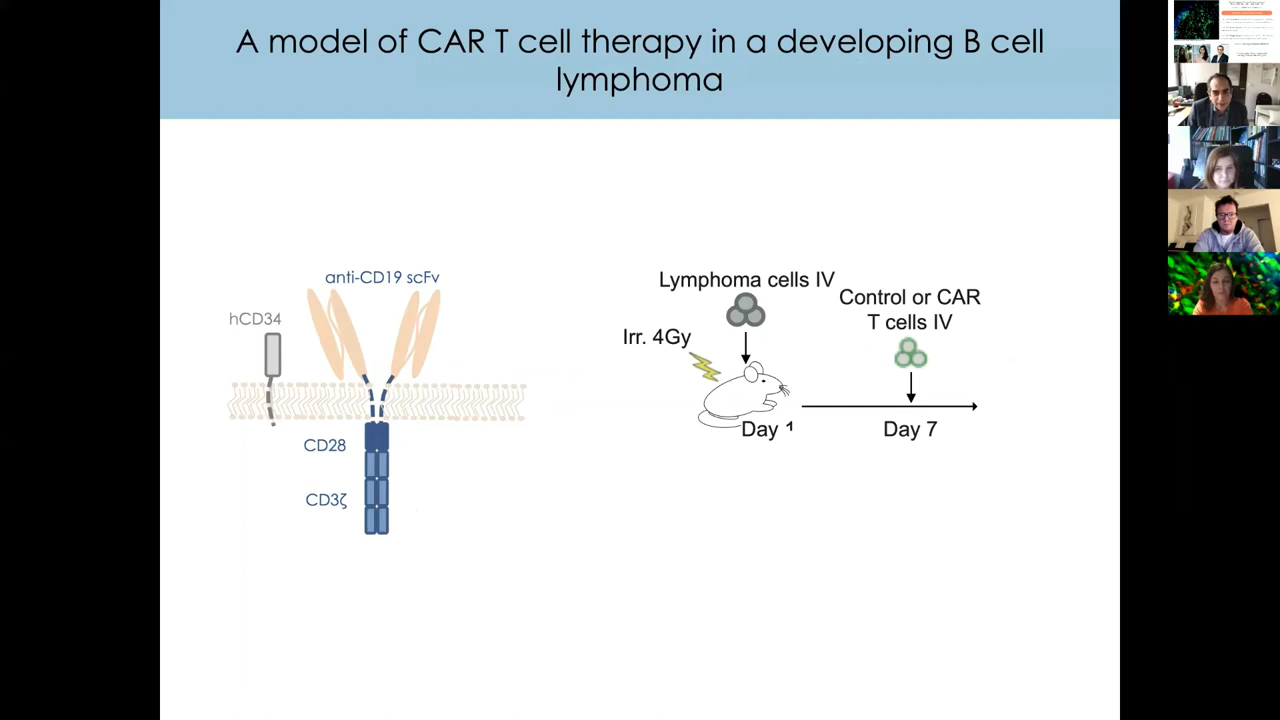 A model of CAR T cell therapy in a developing B cell
lymphoma
anti-CD19 scFv
hCD34
CD28
CD3ζ
Lymphoma cells IV
Irr. 4Gy
Day 1
Control or CAR
T cells IV
Day 7